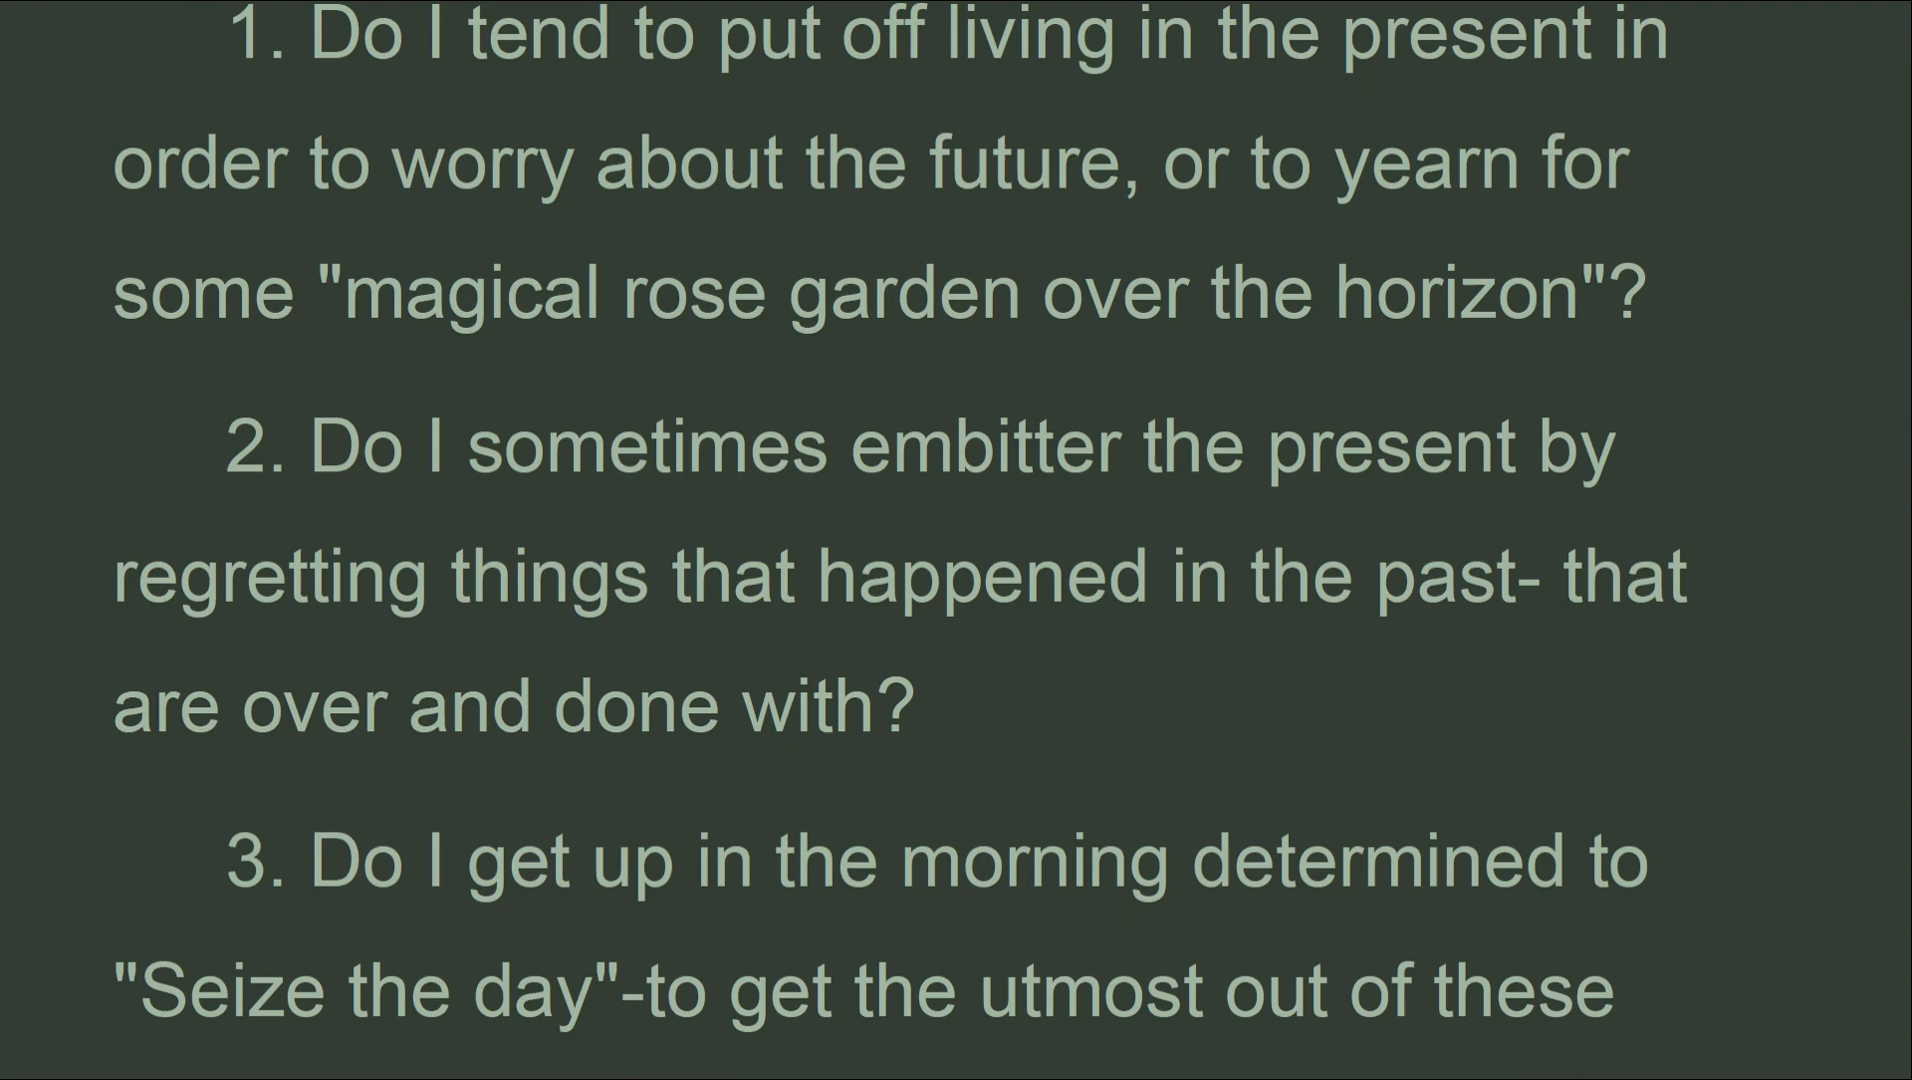 1. Do I tend to put off living in the present in
order to worry about the future, or to yearn for
some "magical rose garden over the horizon"?
2. Do I sometimes embitter the present by
regretting things that happened in the past- that
are over and done with?
3. Do I get up in the morning determined to
"Seize the day"-to get the utmost out of these